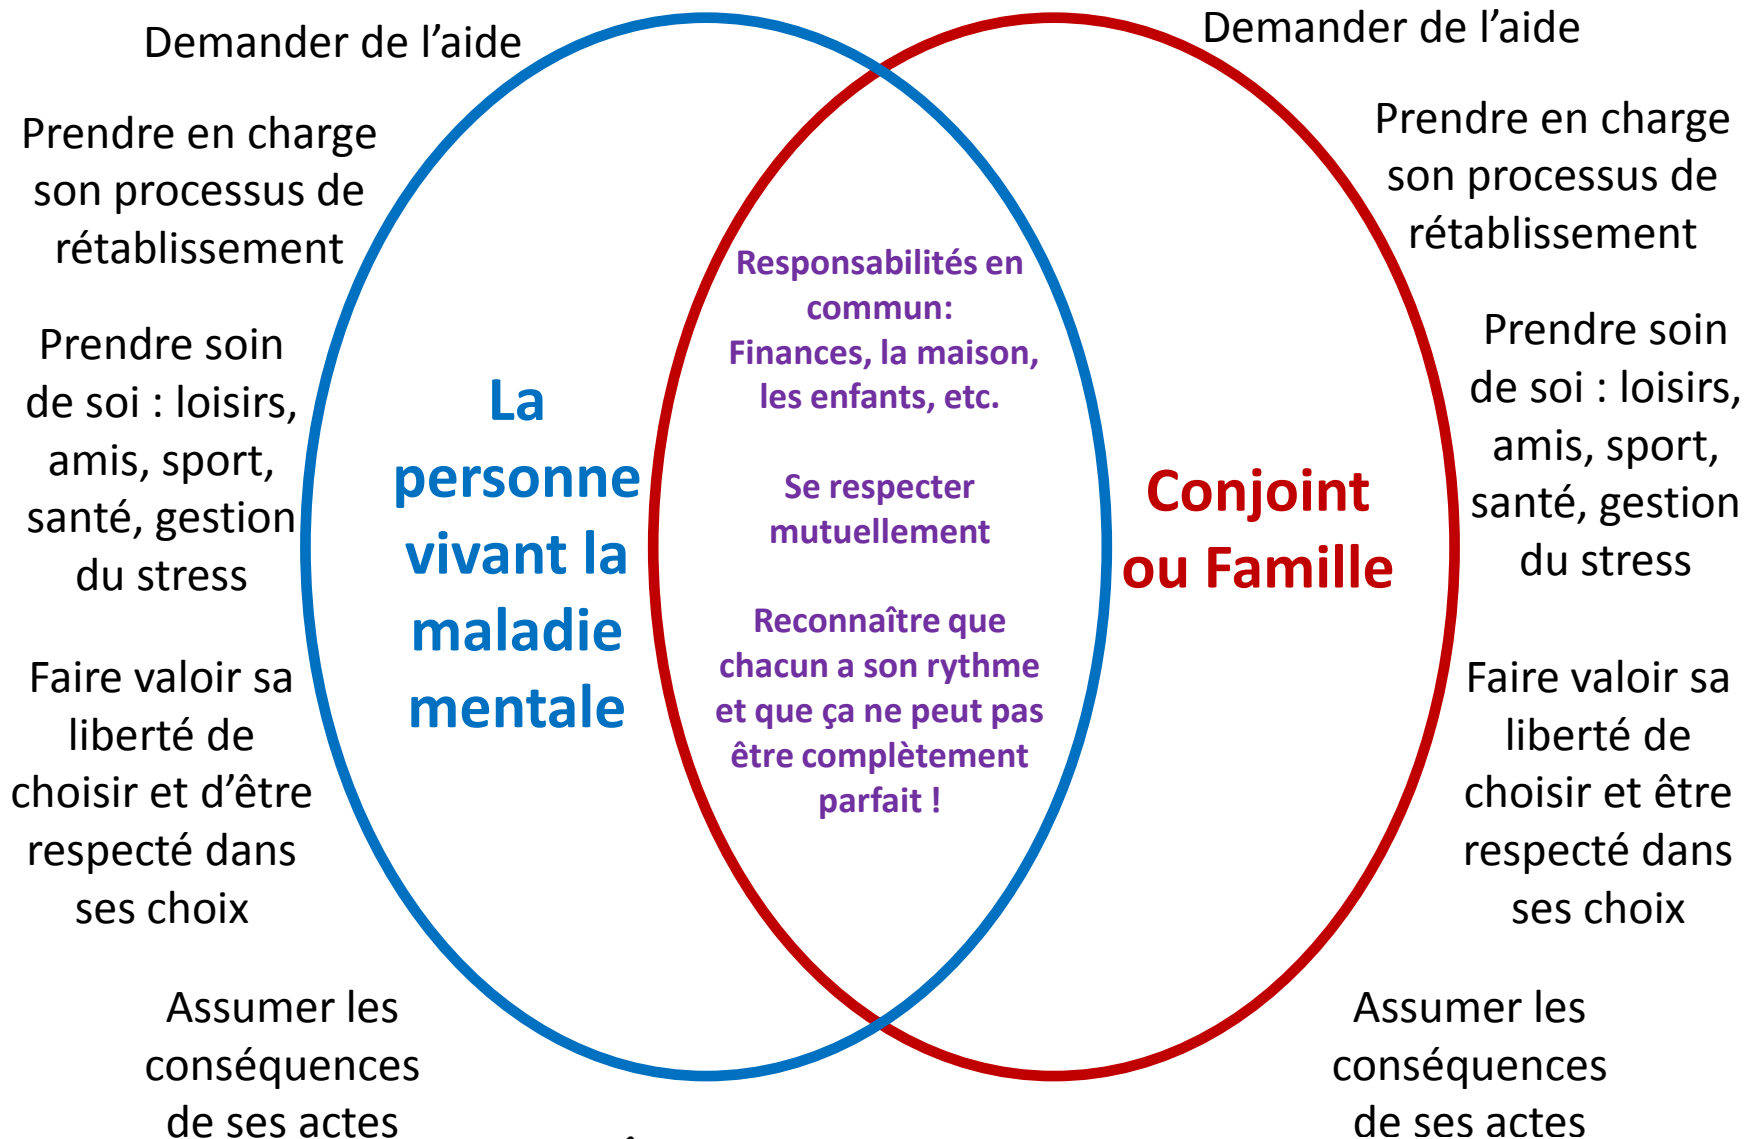 Demander de l’aide
Prendre en charge
son processus de
rétablissement
Prendre soin
de soi : loisirs,
amis, sport,
santé, gestion
du stress
Faire valoir sa
liberté de
choisir et d’être
respecté dans
ses choix
Assumer les
conséquences
de ses actes
La
personne
vivant la
maladie
mentale
Responsabilités en
commun:
Finances, la maison,
les enfants, etc.
Se respecter
mutuellement
Reconnaître que
chacun a son rythme
et que ça ne peut pas
être complètement
parfait !
Conjoint
ou Famille
Demander de l’aide
Prendre en charge
son processus de
rétablissement
Prendre soin
de soi : loisirs,
amis, sport,
santé, gestion
du stress
Faire valoir sa
liberté de
choisir et être
respecté dans
ses choix
Assumer les
conséquences
de ses actes